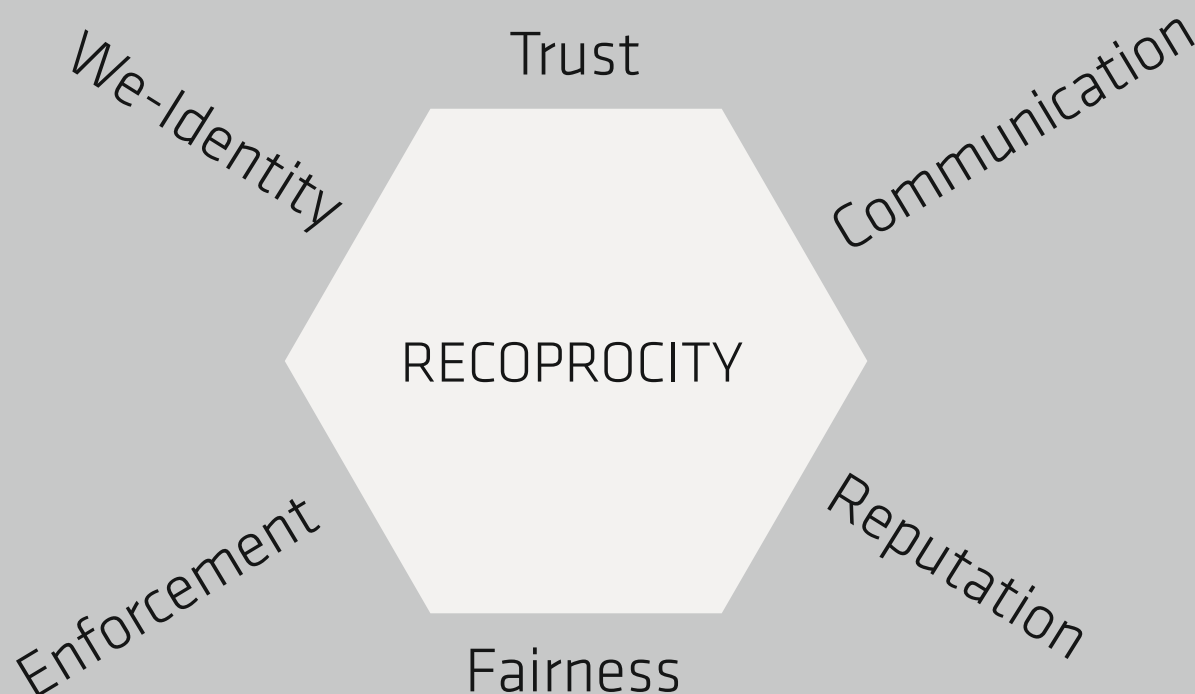 Trust
We-Identity
Communication
RECOPROCITY
Enforcement
Reputation
Fairness